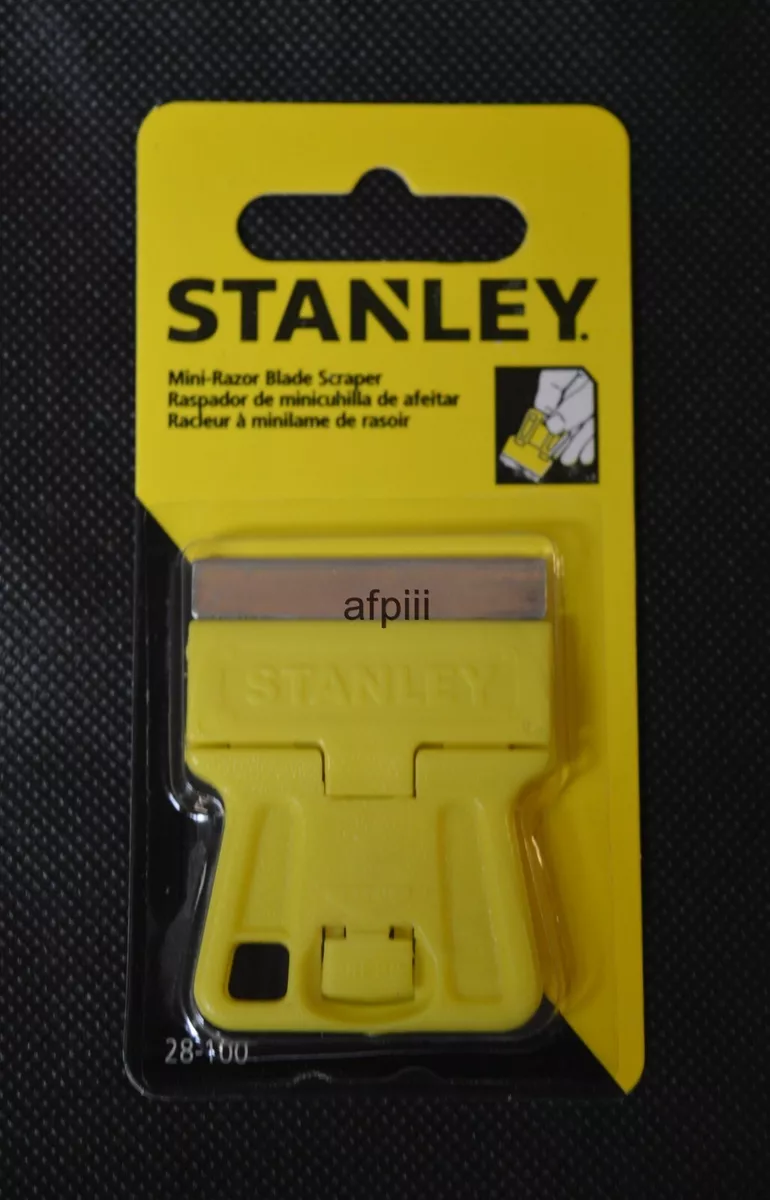 STANLEY.
Mini-Razor Blade Scraper
Raspador de minicuhilla de afeitar
Racleur à minilame de rasoir
afpiii
STANLEY
28-100